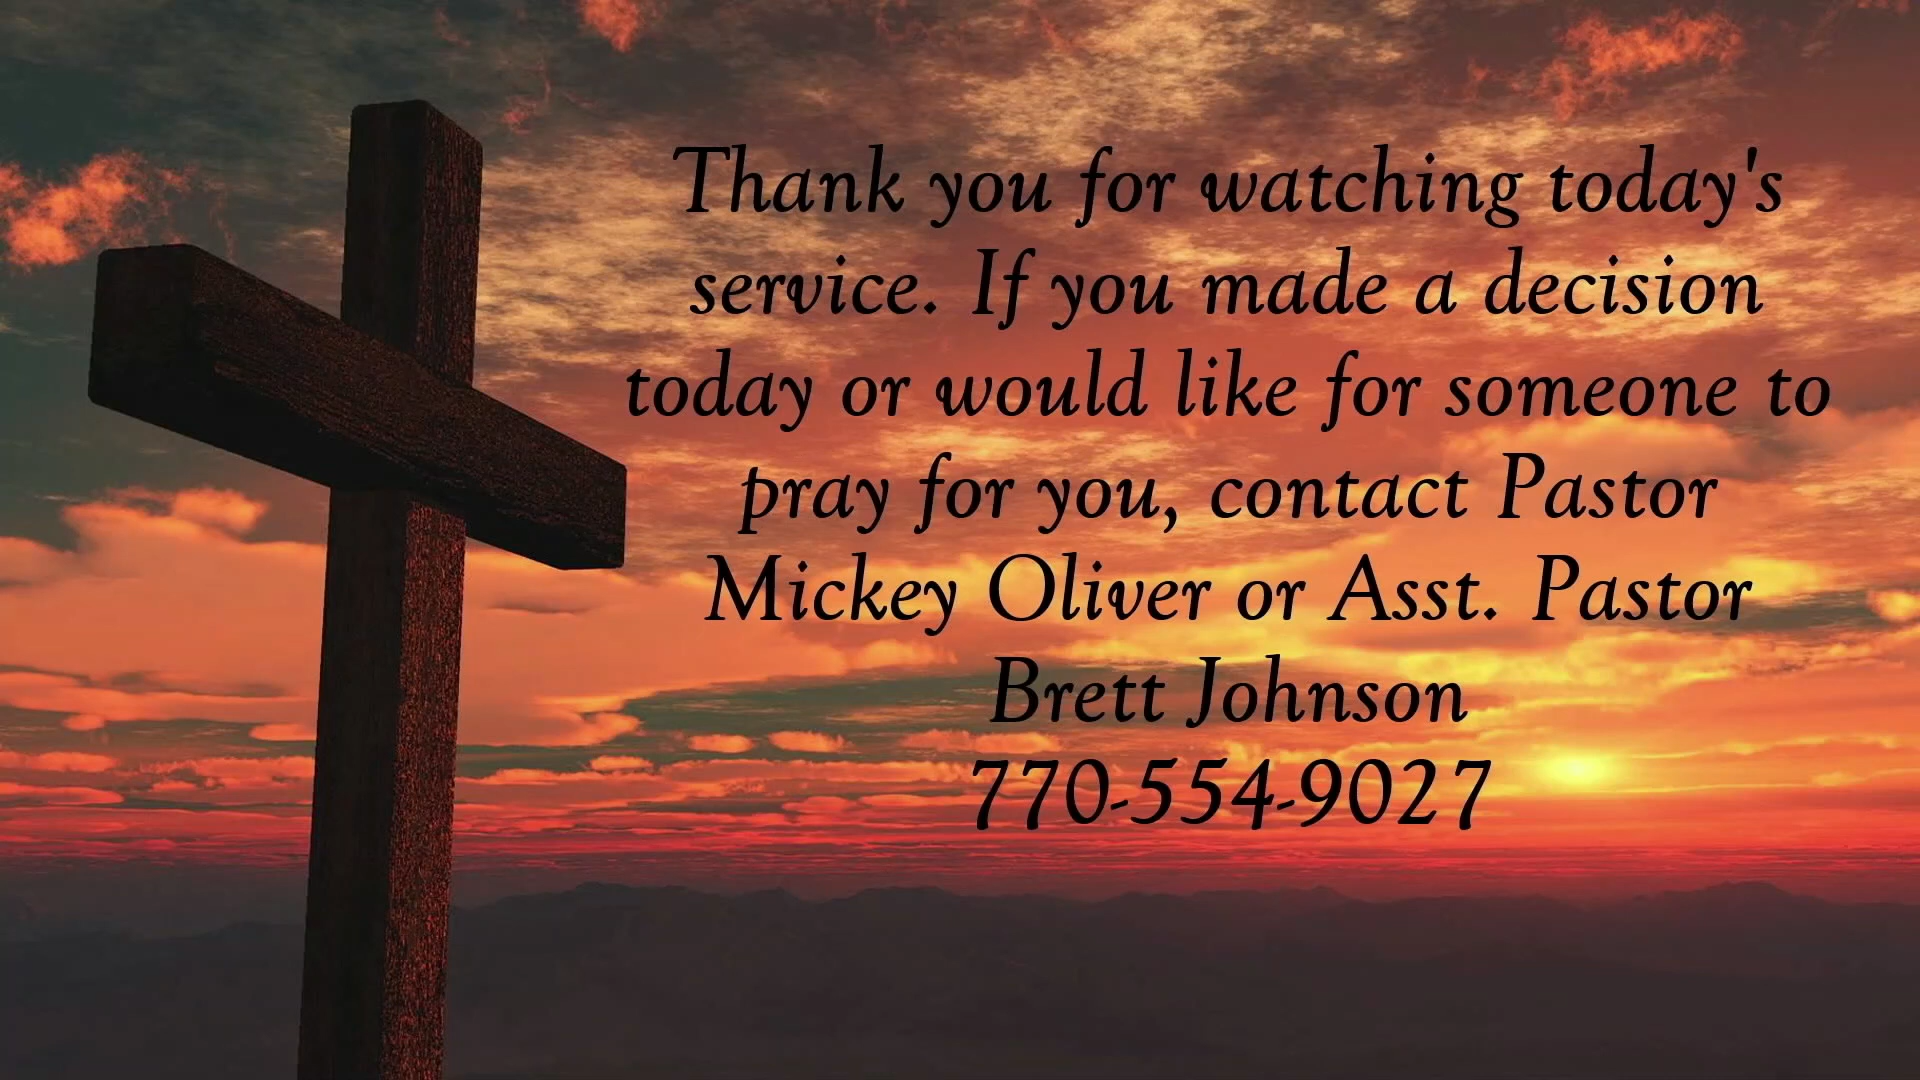 Thank you for watching today's
service. If you made a decision
today or would like for someone to
pray for you, contact Pastor
Mickey Oliver or Asst. Pastor
Brett Johnson
770-554-9027